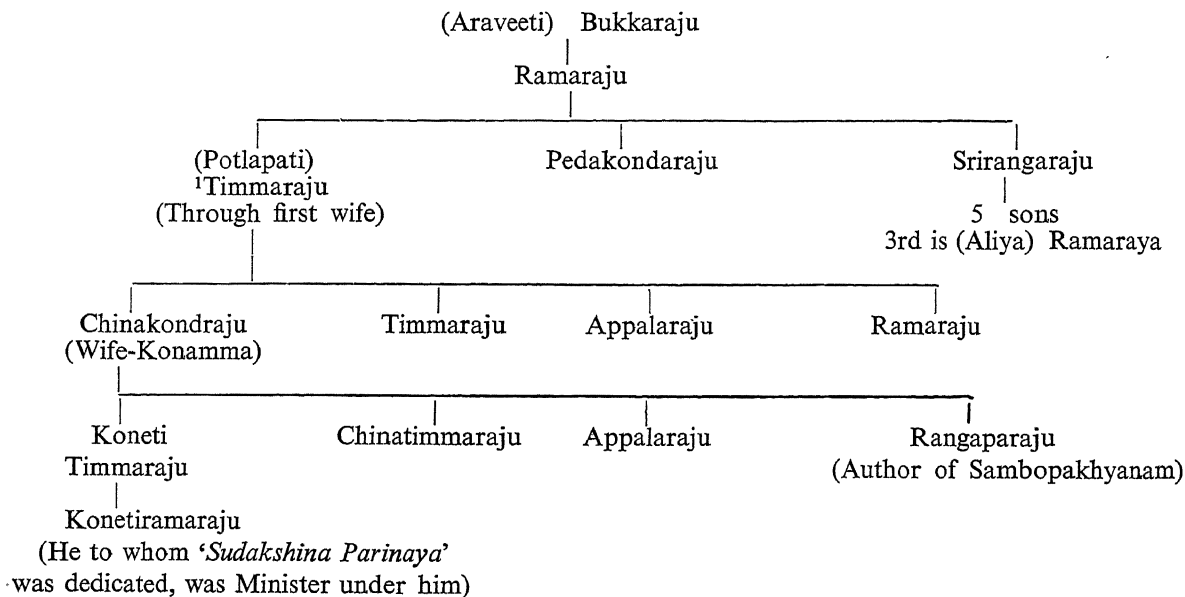 (Araveeti) Bukkaraju
Ramaraju
(Potlapati) Pedakondaraju Srirangaraju
¹Timmaraju
(Through first wife) 5 sons
3rd is (Aliya) Ramaraya
Chinakondraju Timmaraju Appalaraju Ramaraju
(Wife-Konamma)
Koneti Chinatimmaraju Appalaraju Rangaparaju
Timmaraju (Author of Sambopakhyanam)
Konetiramaraju
(He to whom ‘Sudakshina Parinaya’
was dedicated, was Minister under him)